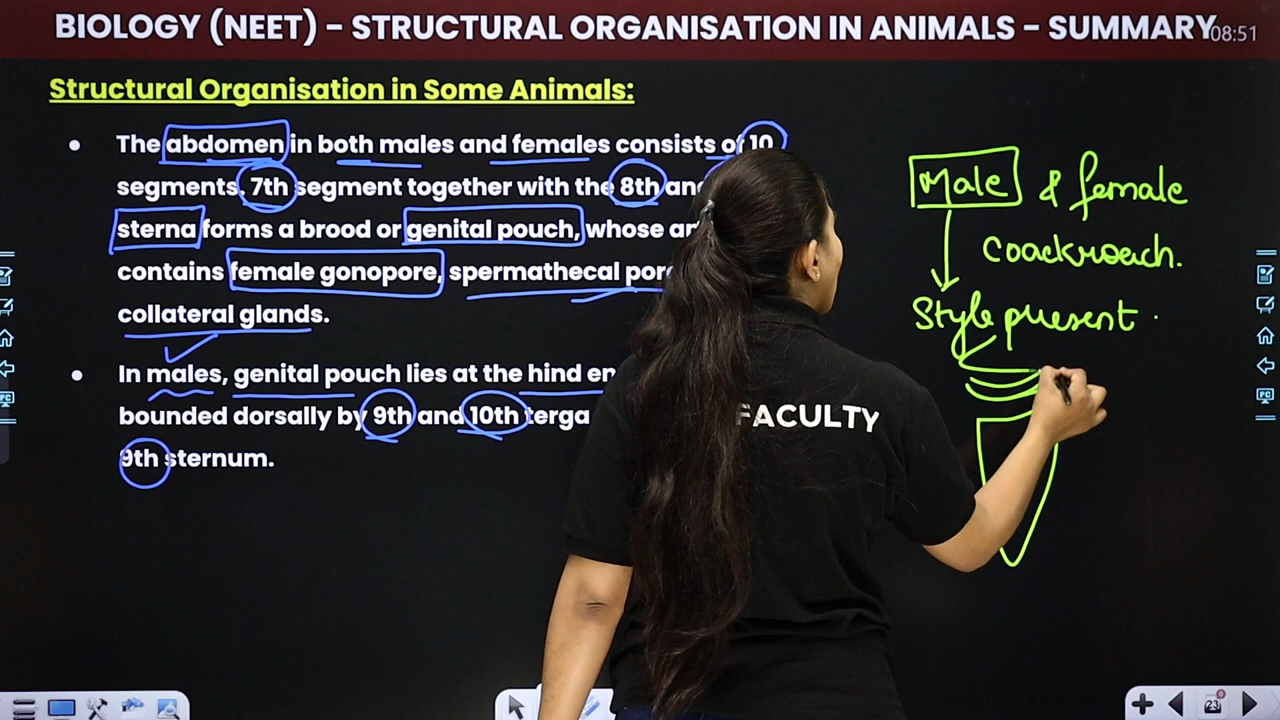 BIOLOGY (NEET) – STRUCTURAL ORGANISATION IN ANIMALS – SUMMARY
08:51
Structural Organisation in Some Animals:
• The abdomen in both males and females consists of 10
segments. 7th segment together with the 8th and
sterna forms a brood or genital pouch, whose
contains female gonopore, spermathecal
collateral glands.
• In males, genital pouch lies at the hind
bounded dorsally by 9th and 10th terga
9th sternum.
Male & female
coackroach.
Style present.
FACULTY
23